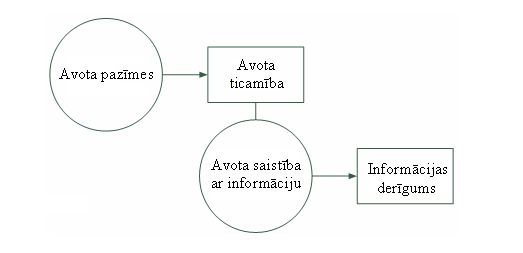 Avota pazīmes
Avota
ticamība
Avota saistība
ar informāciju
Informācijas
derīgums